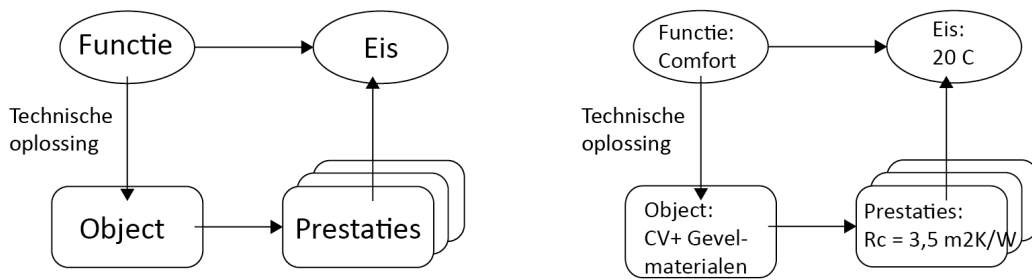 Functie
Eis
Technische
oplossing
Object
Prestaties
Functie:
Comfort
Eis:
20 C
Technische
oplossing
Object:
CV+ Gevel-
materialen
Prestaties:
Rc = 3,5 m2K/W